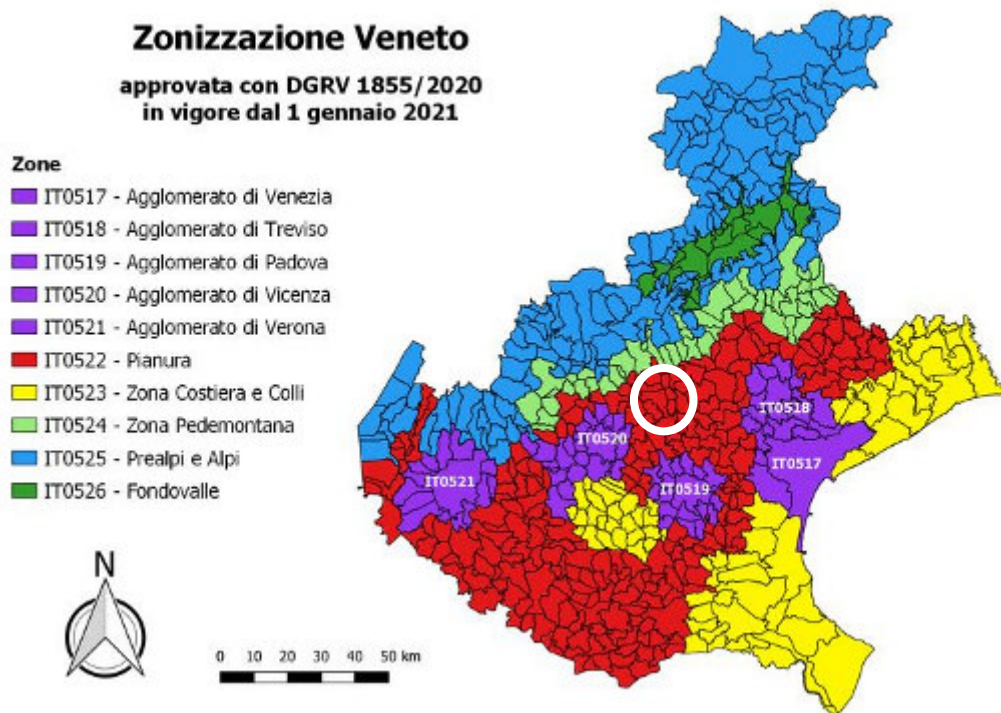 Zonizzazione Veneto
approvata con DGRV 1855/2020
in vigore dal 1 gennaio 2021
Zone
IT0517 - Agglomerato di Venezia
IT0518 - Agglomerato di Treviso
IT0519 - Agglomerato di Padova
IT0520 - Agglomerato di Vicenza
IT0521 - Agglomerato di Verona
IT0522 - Pianura
IT0523 - Zona Costiera e Colli
IT0524 - Zona Pedemontana
IT0525 - Prealpi e Alpi
IT0526 - Fondovalle
IT0518
IT0520
IT0517
IT0521
IT0519
N
0 10 20 30 40 50 km